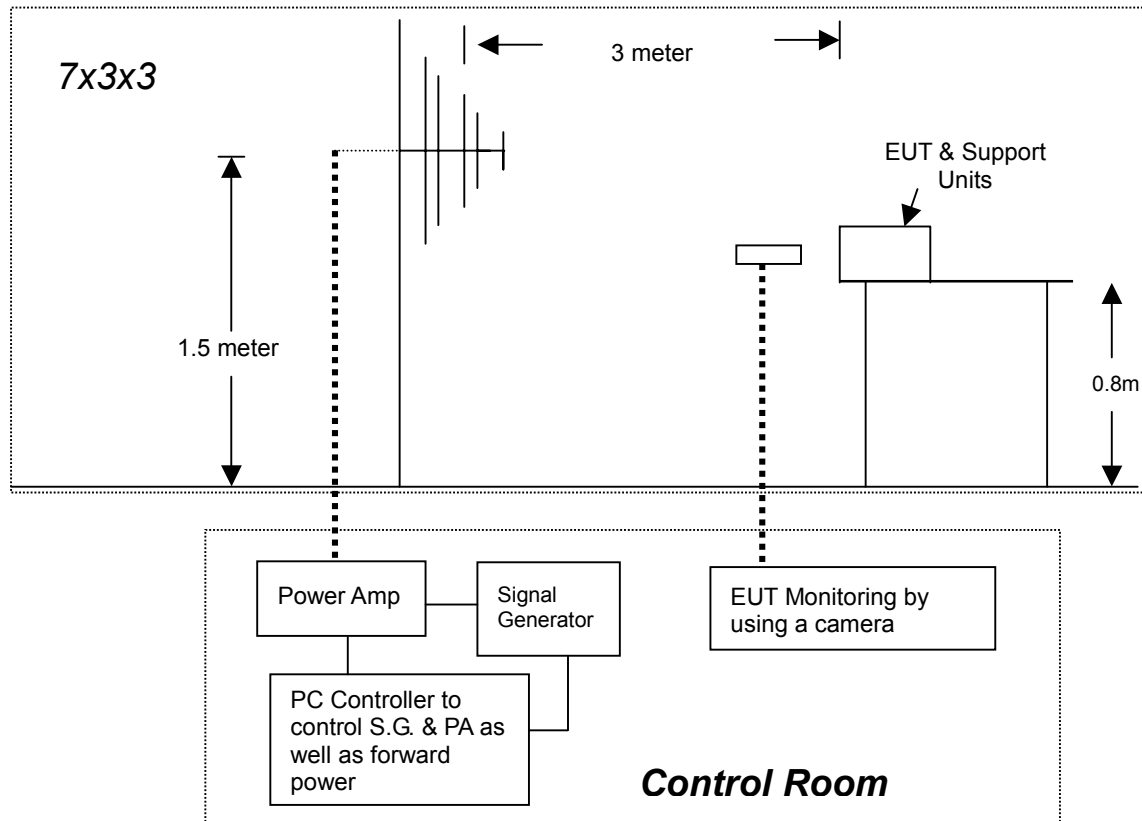 7x3x3
3 meter
EUT & Support
Units
1.5 meter
0.8m
Power Amp
Signal
Generator
EUT Monitoring by
using a camera
PC Controller to
control S.G. & PA as
well as forward
power
Control Room